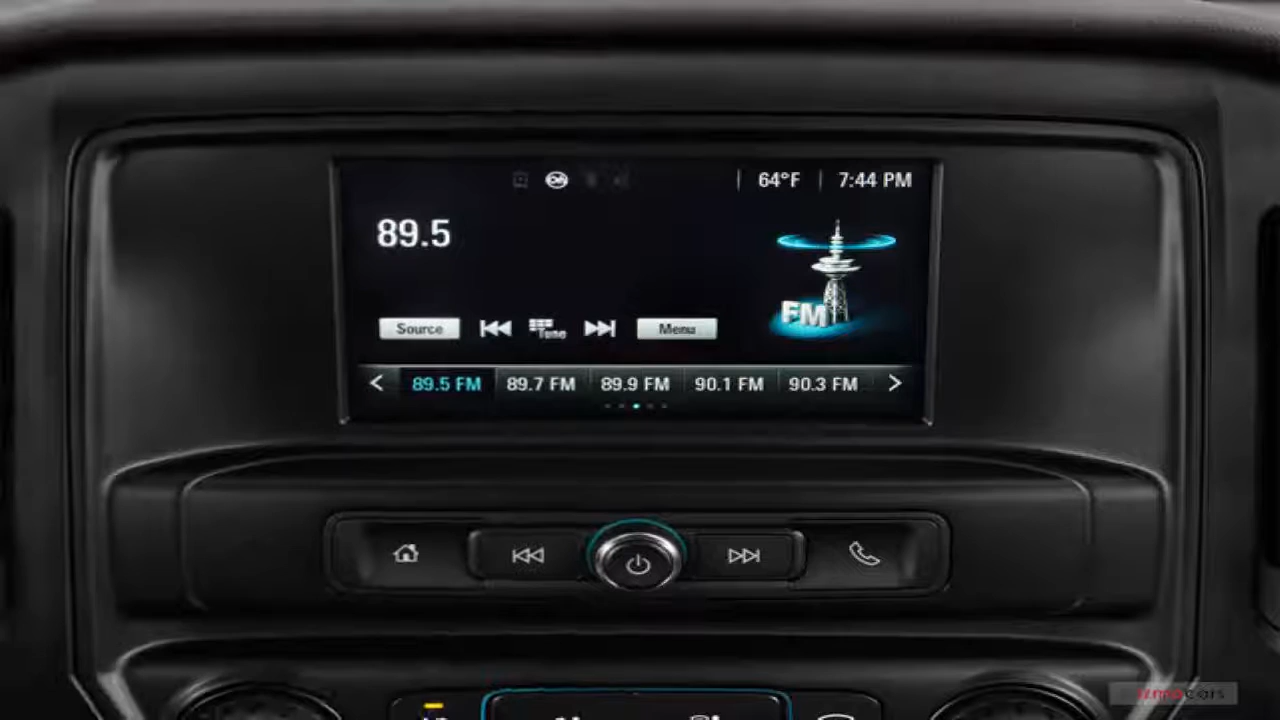 64°F 7:44 PM
89.5
FM
Source Tune Menu
< 89.5 FM 89.7 FM 89.9 FM 90.1 FM 90.3 FM >
izmocars